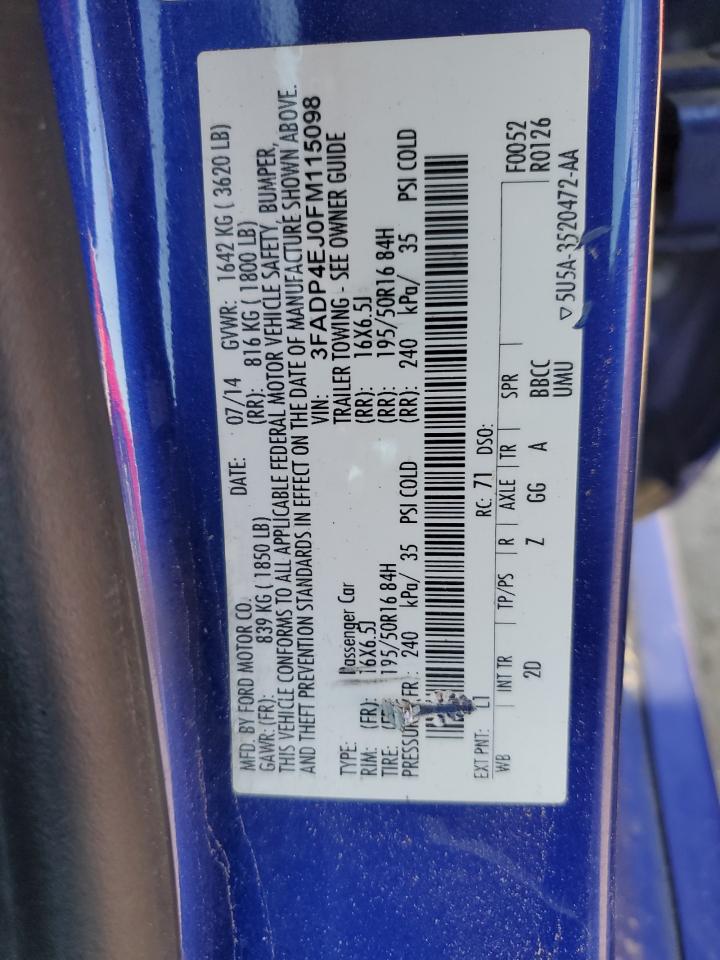 MFD. BY FORD MOTOR CO. DATE: 07/14 GVWR: 1642 KG ( 3620 LB)
GAWR: (FR): 839 KG ( 1850 LB) (RR): 816 KG ( 1800 LB)
THIS VEHICLE CONFORMS TO ALL APPLICABLE FEDERAL MOTOR VEHICLE SAFETY, BUMPER,
AND THEFT PREVENTION STANDARDS IN EFFECT ON THE DATE OF MANUFACTURE SHOWN ABOVE.
VIN: 3FADP4EJ0FM115098
TYPE: Passenger Car TRAILER TOWING - SEE OWNER GUIDE
RIM: (FR): 16X6.5J (RR): 16X6.5J
TIRE: 195/50R16 84H (RR): 195/50R16 84H
PRESSURE FR: 240 kPa/ 35 PSI COLD (RR): 240 kPa/ 35 PSI COLD
EXT PNT: L1 RC: 71 DSO:
WB INT TR TP/PS R AXLE TR SPR F0052
2D Z GG A BBCC R0126
UMU
▽5U5A-3520472-AA